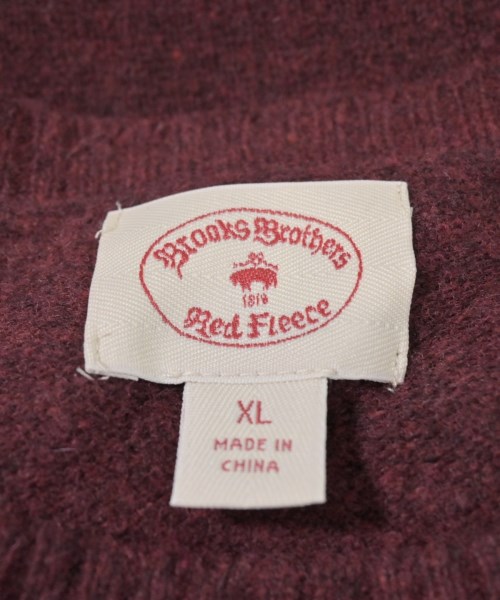 Brooks Brothers
1818
Red Fleece
XL
MADE IN
CHINA